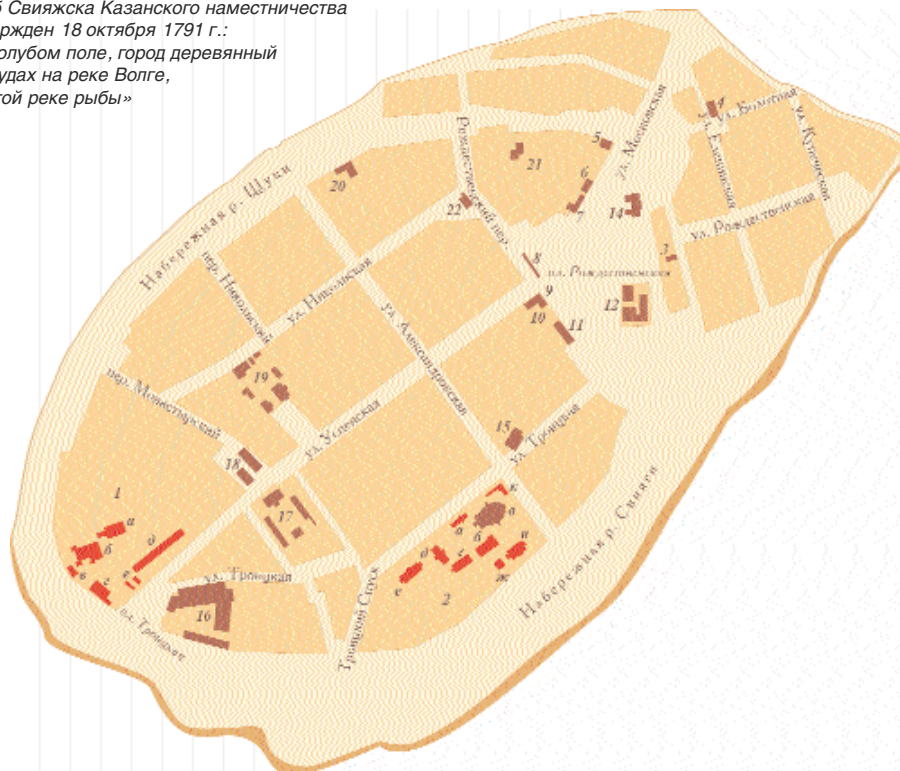 б Свияжска Казанского наместничества
ржден 18 октября 1791 г.:
олубом поле, город деревянный
удах на реке Волге,
той реке рыбы»
Набережная р. Щуки
Рождественский пер.
ул. Московская
ул. Болотова
ул. Купеческая
ул. Рождественская
пл. Рождественская
пер. Никольский
ул. Никольская
ул. Александровская
пер. Монастырский
ул. Успенская
ул. Троицкая
ул. Троицкая
пл. Троицкая
Троицкий Спуск
Набережная р. Свияги
1
а
б
в
г
д
е
2
а
б
в
г
д
е
ж
и
к
3
4
5
6
7
8
9
10
11
12
14
15
16
17
18
19
20
21
22